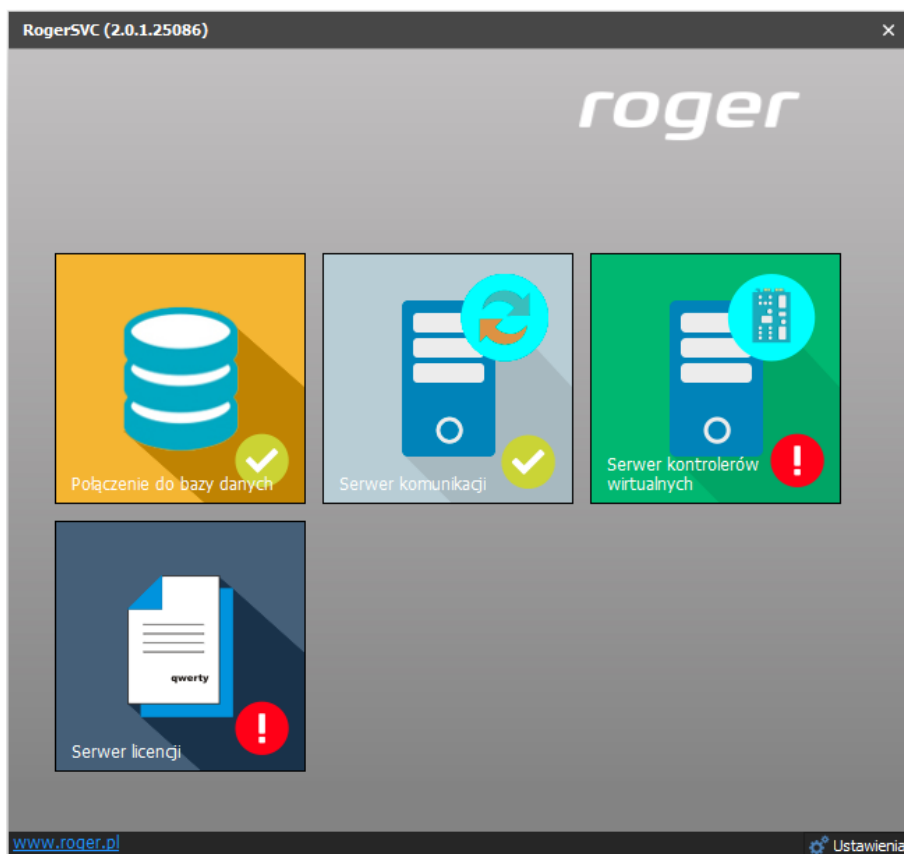 RogerSVC (2.0.1.25086)
roger
Połączenie do bazy danych
Serwer komunikacji
Serwer kontrolerów
wirtualnych
qwerty
Serwer licencji
www.roger.pl
Ustawienia